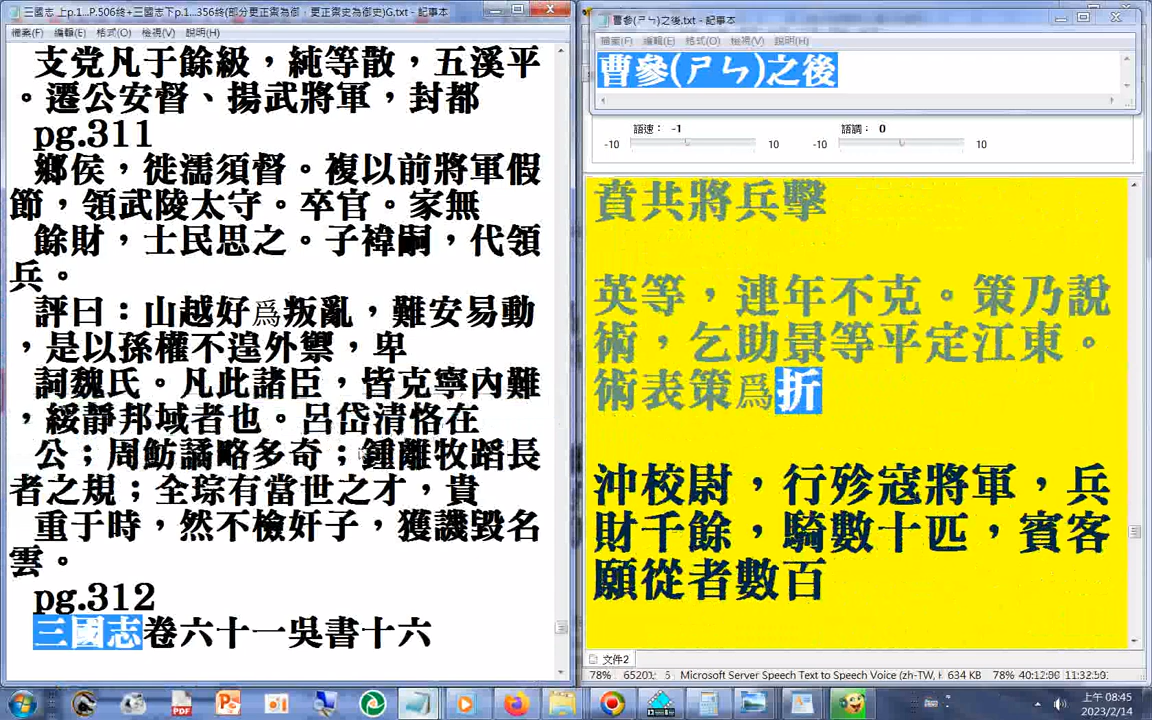 三國志 上p.1...P.506终+三國志下p.1...356终(部分更正禦為御，更正禦史為御史)G.txt - 記事本
檔案(F) 編輯(E) 格式(O) 檢視(V) 說明(H)
支党凡于餘級，純等散，五溪平
。遷公安督、揚武將軍，封都
pg.311
鄉侯，徙濡須督。複以前將軍假
節，領武陵太守。卒官。家無
餘財，士民思之。子禕嗣，代領
兵。
評曰：山越好爲叛亂，難安易動
，是以孫權不遑外禦，卑
詞魏氏。凡此諸臣，皆克寧內難
，綏靜邦域者也。呂岱清恪在
公；周魴譎略多奇；鍾離牧蹈長
者之規；全琮有當世之才，貴
重于時，然不檢奸子，獲譏毀名
雲。
pg.312
三國志卷六十一吳書十六
曹參(ㄕㄣ)之後.txt - 記事本
檔案(F) 編輯(E) 格式(O) 檢視(V) 說明(H)
曹參(ㄕㄣ)之後
語速： -1 語調： 0
-10 10 -10 10
賁共將兵擊
英等，連年不克。策乃說
術，乞助景等平定江東。
術表策爲折
沖校尉，行殄寇將軍，兵
財千餘，騎數十匹，賓客
願從者數百
文件2
78% Microsoft Server Speech Text to Speech Voice (zh-TW, 634 KB 78% 40:12:00
上午 08:45
2023/2/14